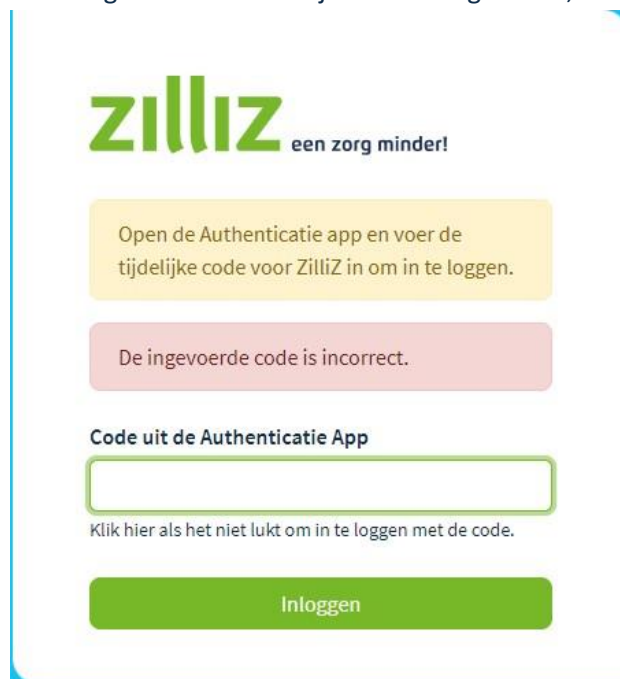 zilliz een zorg minder!
Open de Authenticatie app en voer de
tijdelijke code voor ZilliZ in om in te loggen.
De ingevoerde code is incorrect.
Code uit de Authenticatie App
Klik hier als het niet lukt om in te loggen met de code.
Inloggen